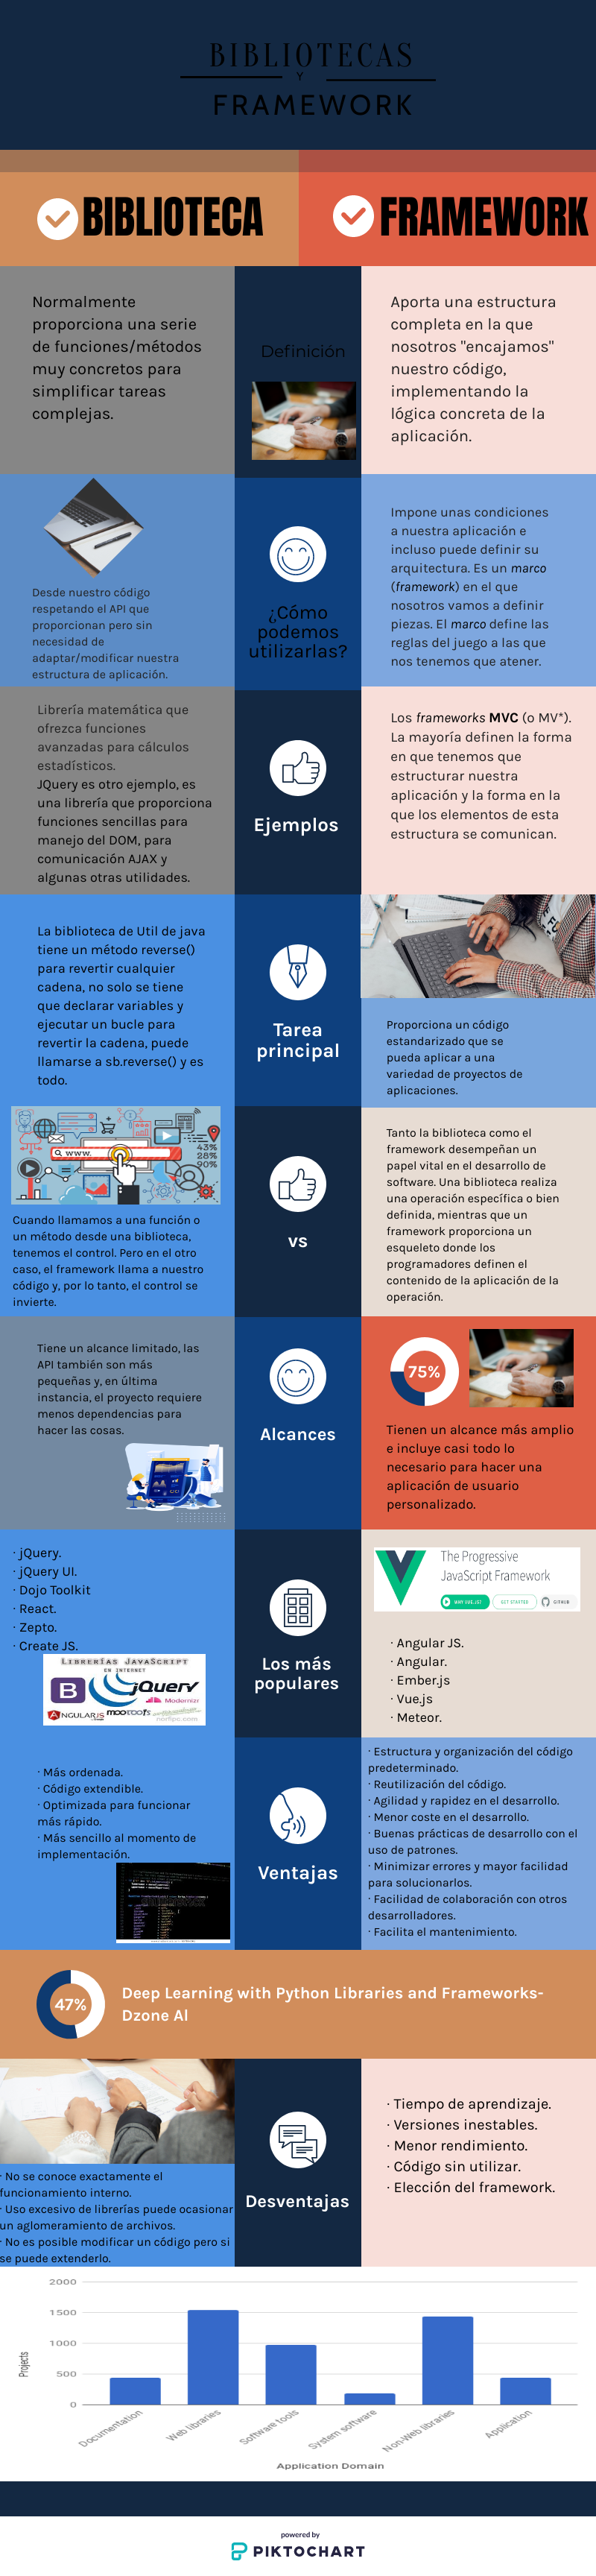 BIBLIOTECAS
Y
FRAMEWORK
BIBLIOTECA
FRAMEWORK
Normalmente
proporciona una serie
de funciones/métodos
muy concretos para
simplificar tareas
complejas.
Definición
Aporta una estructura
completa en la que
nosotros "encajamos"
nuestro código,
implementando la
lógica concreta de la
aplicación.
Desde nuestro código
respetando el API que
proporcionan pero sin
necesidad de
adaptar/modificar nuestra
estructura de aplicación.
¿Cómo
podemos
utilizarlas?
Impone unas condiciones
a nuestra aplicación e
incluso puede definir su
arquitectura. Es un marco
(framework) en el que
nosotros vamos a definir
piezas. El marco define las
reglas del juego a las que
nos tenemos que atener.
Librería matemática que
ofrezca funciones
avanzadas para cálculos
estadísticos.
JQuery es otro ejemplo, es
una librería que proporciona
funciones sencillas para
manejo del DOM, para
comunicación AJAX y
algunas otras utilidades.
Ejemplos
Los frameworks MVC (o MV*).
La mayoría definen la forma
en que tenemos que
estructurar nuestra
aplicación y la forma en la
que los elementos de esta
estructura se comunican.
La biblioteca de Util de java
tiene un método reverse()
para revertir cualquier
cadena, no solo se tiene
que declarar variables y
ejecutar un bucle para
revertir la cadena, puede
llamarse a sb.reverse() y es
todo.
Tarea
principal
Proporciona un código
estandarizado que se
pueda aplicar a una
variedad de proyectos de
aplicaciones.
www.
43%
28%
90%
Cuando llamamos a una función o
un método desde una biblioteca,
tenemos el control. Pero en el otro
caso, el framework llama a nuestro
código y, por lo tanto, el control se
invierte.
vs
Tanto la biblioteca como el
framework desempeñan un
papel vital en el desarrollo de
software. Una biblioteca realiza
una operación específica o bien
definida, mientras que un
framework proporciona un
esqueleto donde los
programadores definen el
contenido de la aplicación de la
operación.
Tiene un alcance limitado, las
API también son más
pequeñas y, en última
instancia, el proyecto requiere
menos dependencias para
hacer las cosas.
Alcances
75%
Tienen un alcance más amplio
e incluye casi todo lo
necesario para hacer una
aplicación de usuario
personalizado.
· jQuery.
· jQuery UI.
· Dojo Toolkit
· React.
· Zepto.
· Create JS.
LIBRERÍAS JAVASCRIPT
EN INTERNET
B
jQuery
Modernizr
ANGULARJS
mootools
norfipc.com
Los más
populares
The Progressive
JavaScript Framework
WHY VUE.JS?
GET STARTED
GITHUB
· Angular JS.
· Angular.
· Ember.js
· Vue.js
· Meteor.
· Más ordenada.
· Código extendible.
· Optimizada para funcionar
más rápido.
· Más sencillo al momento de
implementación.
Ventajas
· Estructura y organización del código
predeterminado.
· Reutilización del código.
· Agilidad y rapidez en el desarrollo.
· Menor coste en el desarrollo.
· Buenas prácticas de desarrollo con el
uso de patrones.
· Minimizar errores y mayor facilidad
para solucionarlos.
· Facilidad de colaboración con otros
desarrolladores.
· Facilita el mantenimiento.
47%
Deep Learning with Python Libraries and Frameworks-
Dzone Al
· No se conoce exactamente el
funcionamiento interno.
· Uso excesivo de librerías puede ocasionar
un aglomeramiento de archivos.
· No es posible modificar un código pero si
se puede extenderlo.
Desventajas
· Tiempo de aprendizaje.
· Versiones inestables.
· Menor rendimiento.
· Código sin utilizar.
· Elección del framework.
Projects
2000
1500
1000
500
0
Documentation
Web libraries
Software tools
System software
Non-Web libraries
Application
Application Domain
powered by
PIKTOCHART